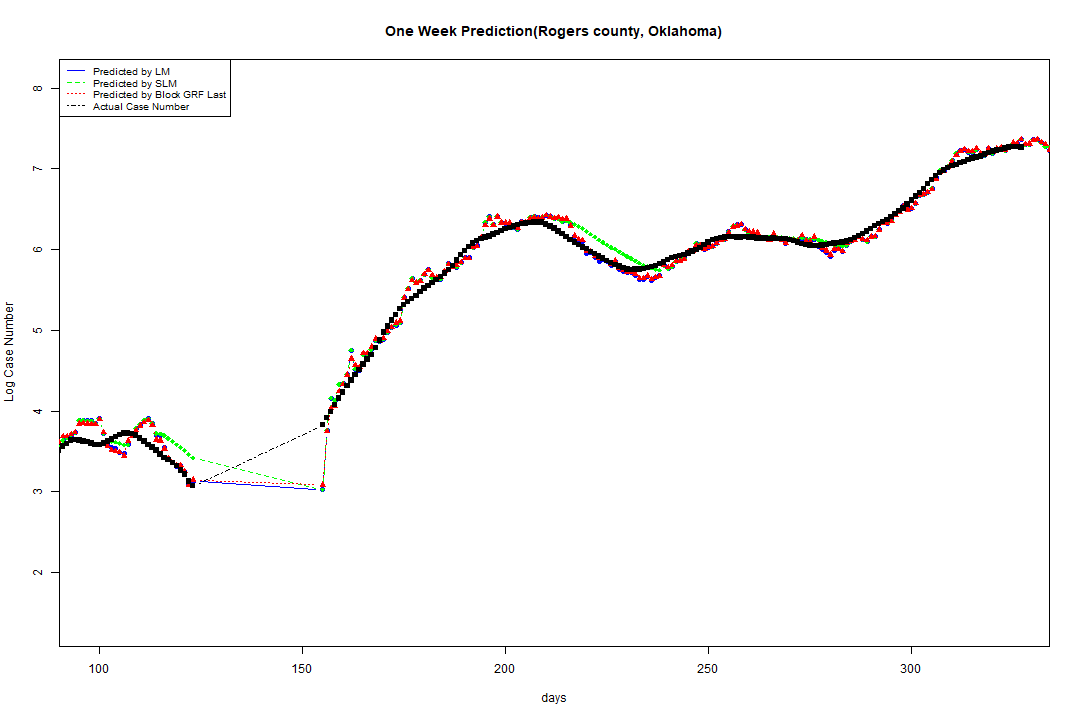 One Week Prediction(Rogers county, Oklahoma)
Predicted by LM
Predicted by SLM
Predicted by Block GRF Last
Actual Case Number
8
7
6
5
4
3
2
Log Case Number
100 150 200 250 300
days